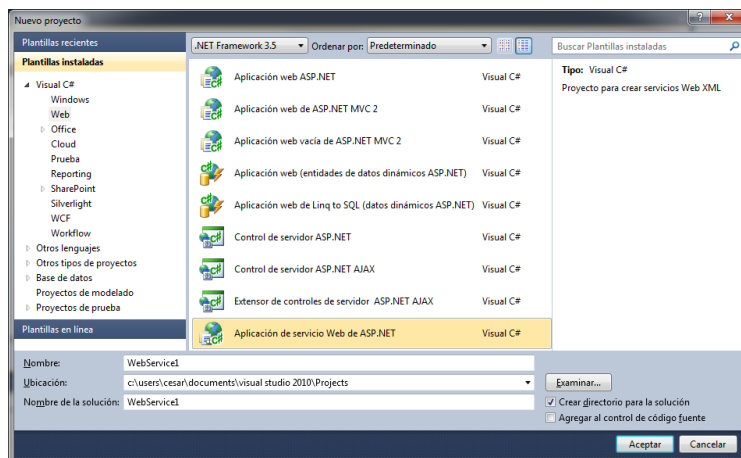 Nuevo proyecto
Plantillas recientes
Plantillas instaladas
Visual C#
Windows
Web
Office
Cloud
Prueba
Reporting
SharePoint
Silverlight
WCF
Workflow
Otros lenguajes
Otros tipos de proyectos
Base de datos
Proyectos de modelado
Proyectos de prueba
Plantillas en línea
.NET Framework 3.5 Ordenar por: Predeterminado
Aplicación web ASP.NET Visual C#
Aplicación web de ASP.NET MVC 2 Visual C#
Aplicación web vacía de ASP.NET MVC 2 Visual C#
Aplicación web (entidades de datos dinámicos ASP.NET) Visual C#
Aplicación web de Linq to SQL (datos dinámicos ASP.NET) Visual C#
Control de servidor ASP.NET Visual C#
Control de servidor ASP.NET AJAX Visual C#
Extensor de controles de servidor ASP.NET AJAX Visual C#
Aplicación de servicio Web de ASP.NET Visual C#
Buscar Plantillas instaladas
Tipo: Visual C#
Proyecto para crear servicios Web XML
Nombre: WebService1
Ubicación: c:\users\cesar\documents\visual studio 2010\Projects Examinar...
Nombre de la solución: WebService1
Crear directorio para la solución
Agregar al control de código fuente
Aceptar Cancelar